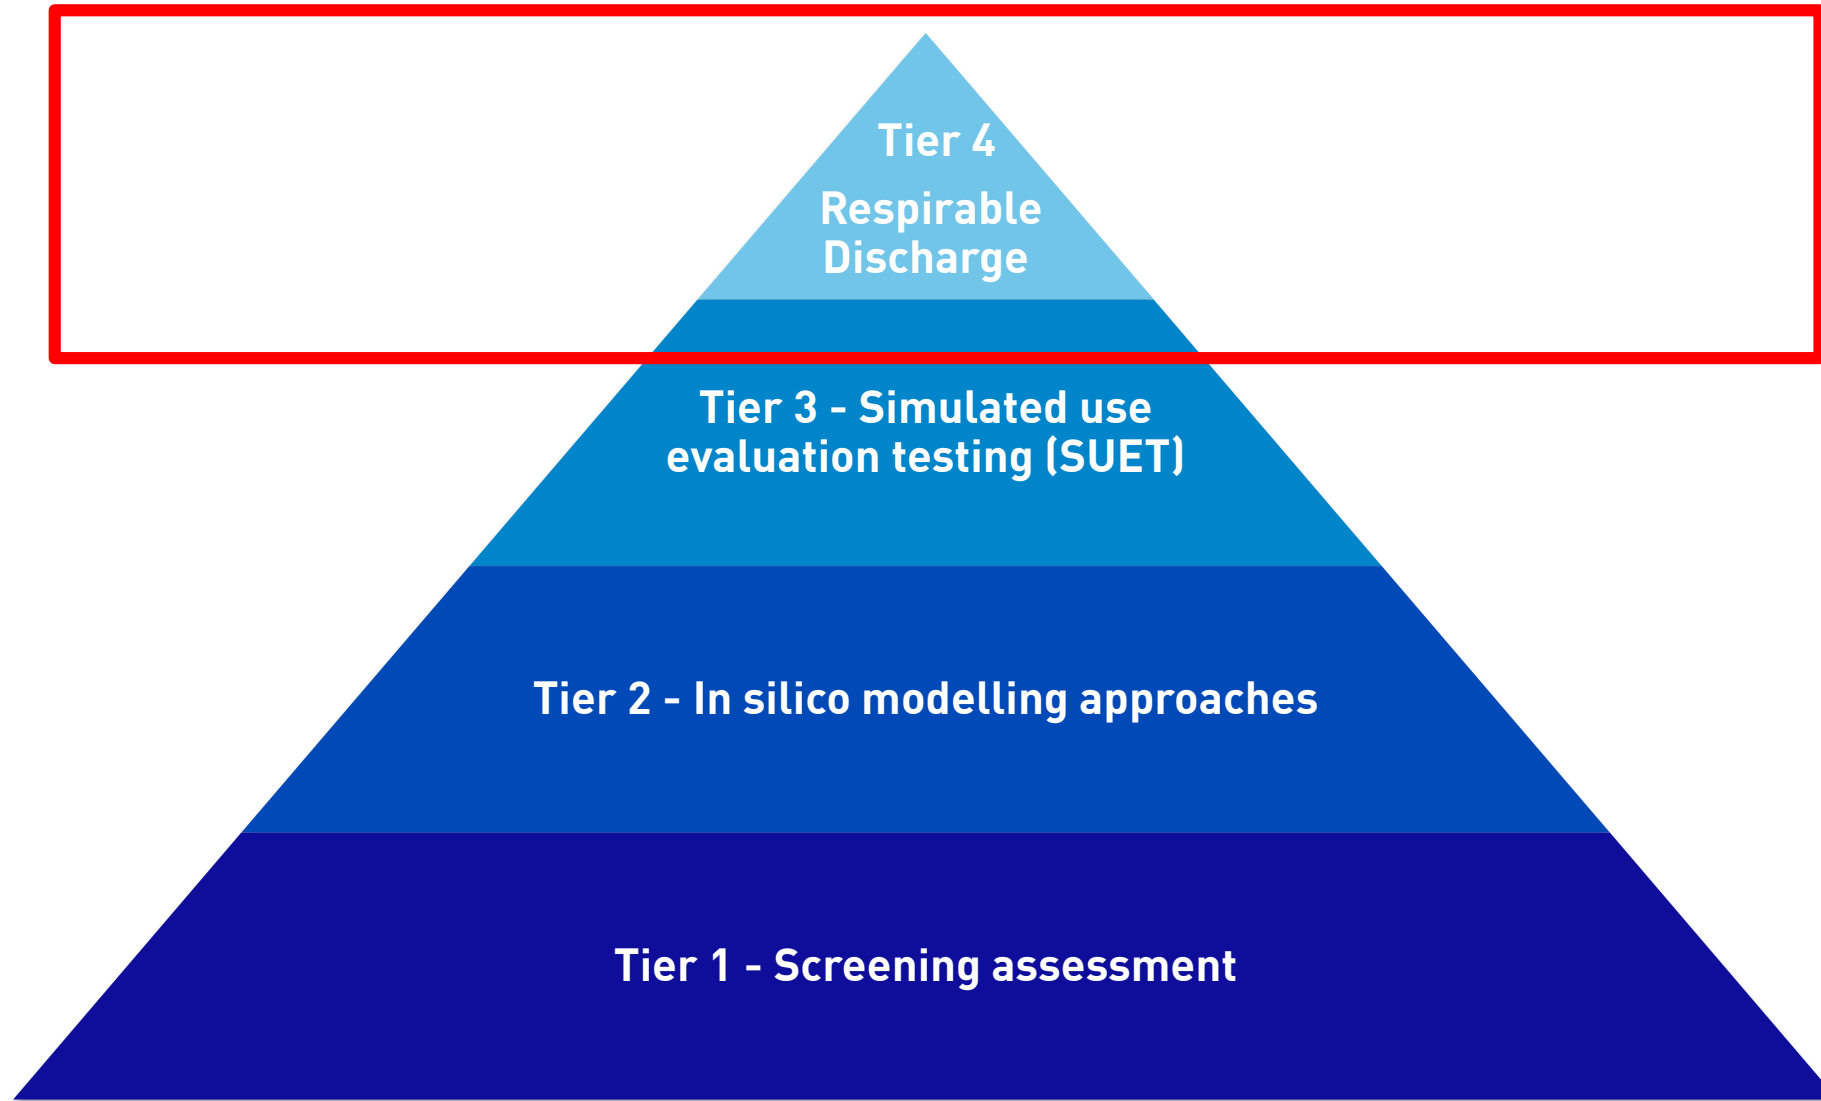 Tier 4
Respirable
Discharge
Tier 3 - Simulated use
evaluation testing (SUET)
Tier 2 - In silico modelling approaches
Tier 1 - Screening assessment